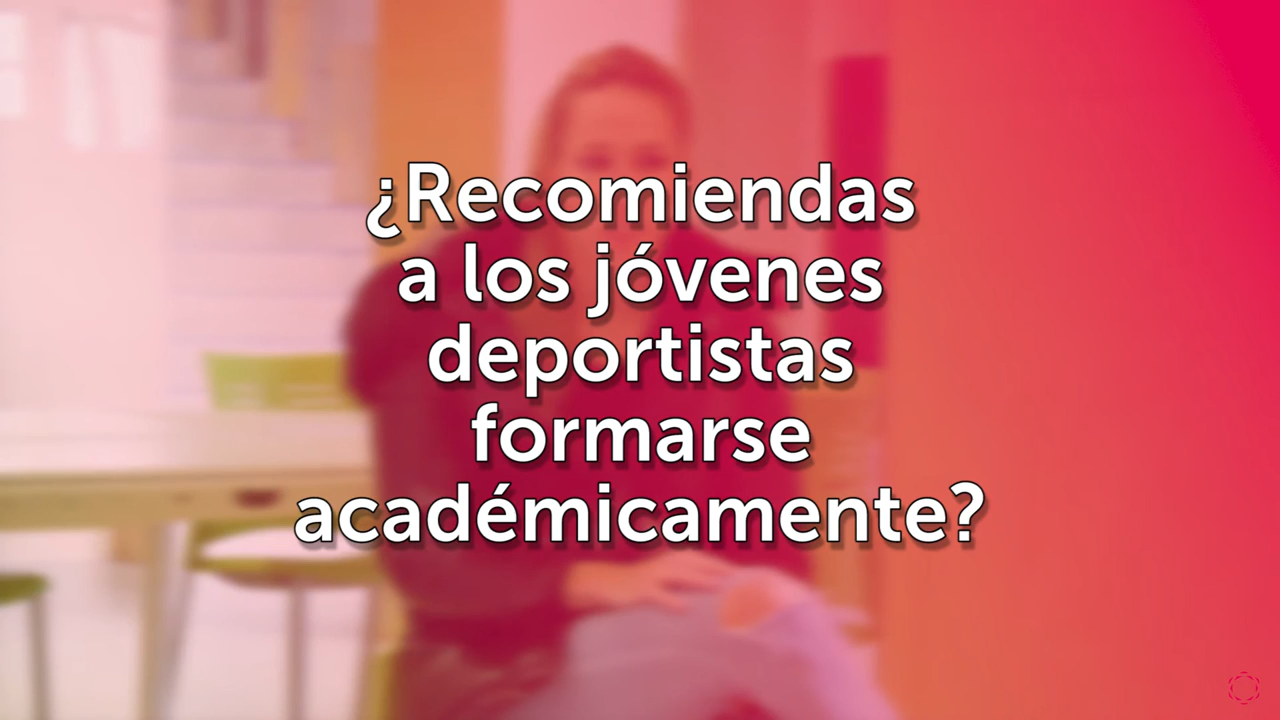 ¿Recomiendas
a los jóvenes
deportistas
formarse
académicamente?